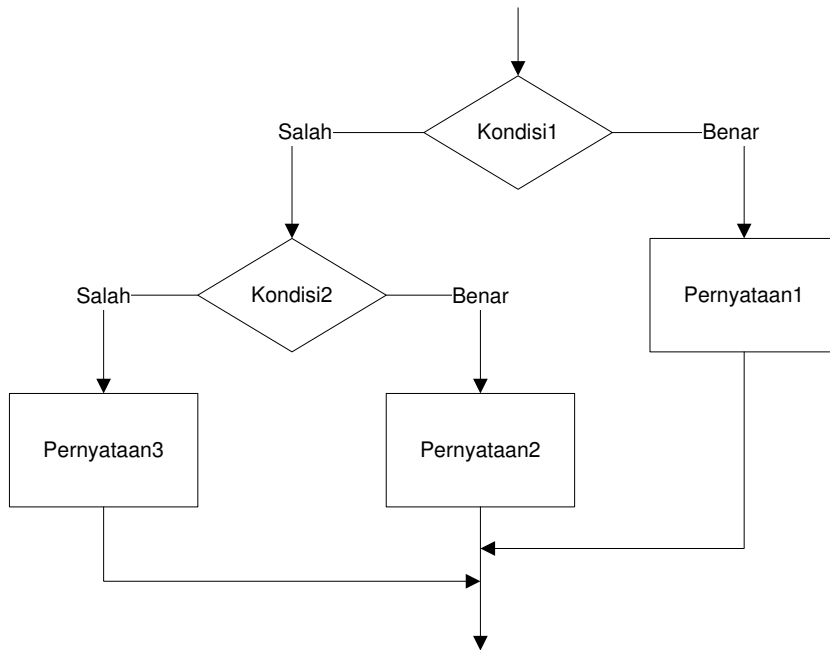 Kondisi1
Salah
Benar
Kondisi2
Salah
Benar
Pernyataan1
Pernyataan3
Pernyataan2